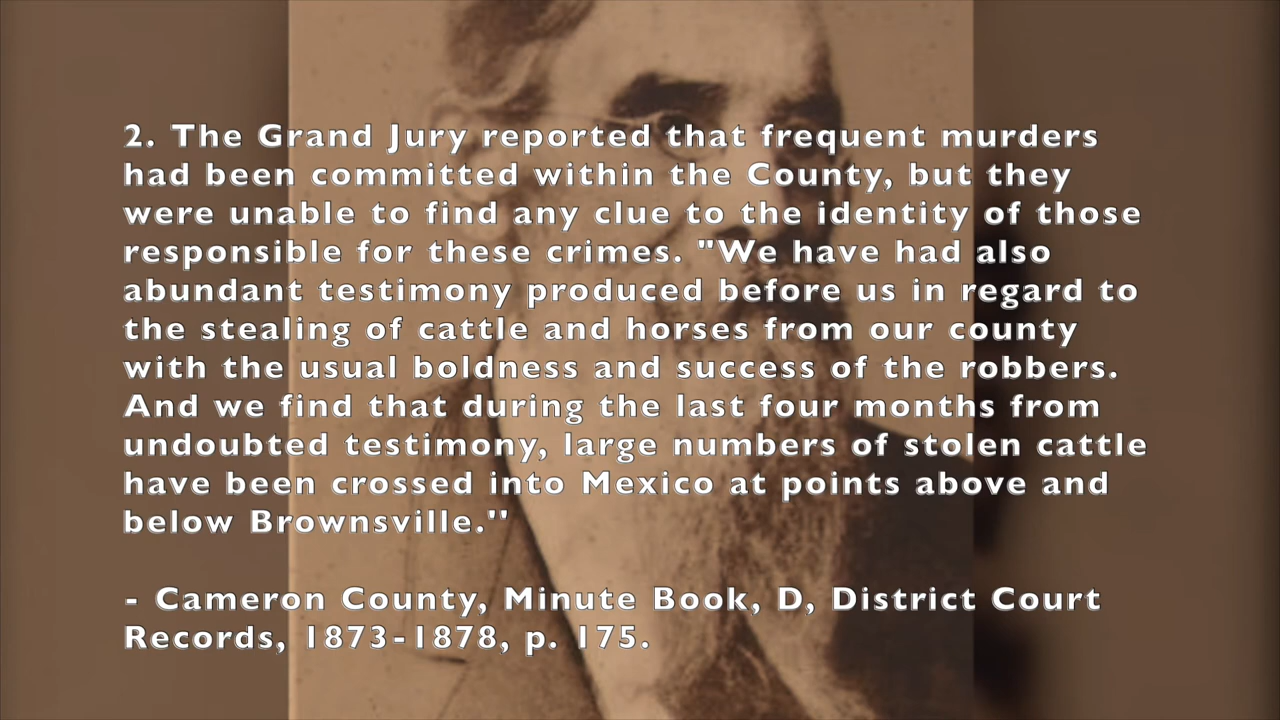 2. The Grand Jury reported that frequent murders
had been committed within the County, but they
were unable to find any clue to the identity of those
responsible for these crimes. "We have had also
abundant testimony produced before us in regard to
the stealing of cattle and horses from our county
with the usual boldness and success of the robbers.
And we find that during the last four months from
undoubted testimony, large numbers of stolen cattle
have been crossed into Mexico at points above and
below Brownsville."
- Cameron County, Minute Book, D, District Court
Records, 1873-1878, p. 175.